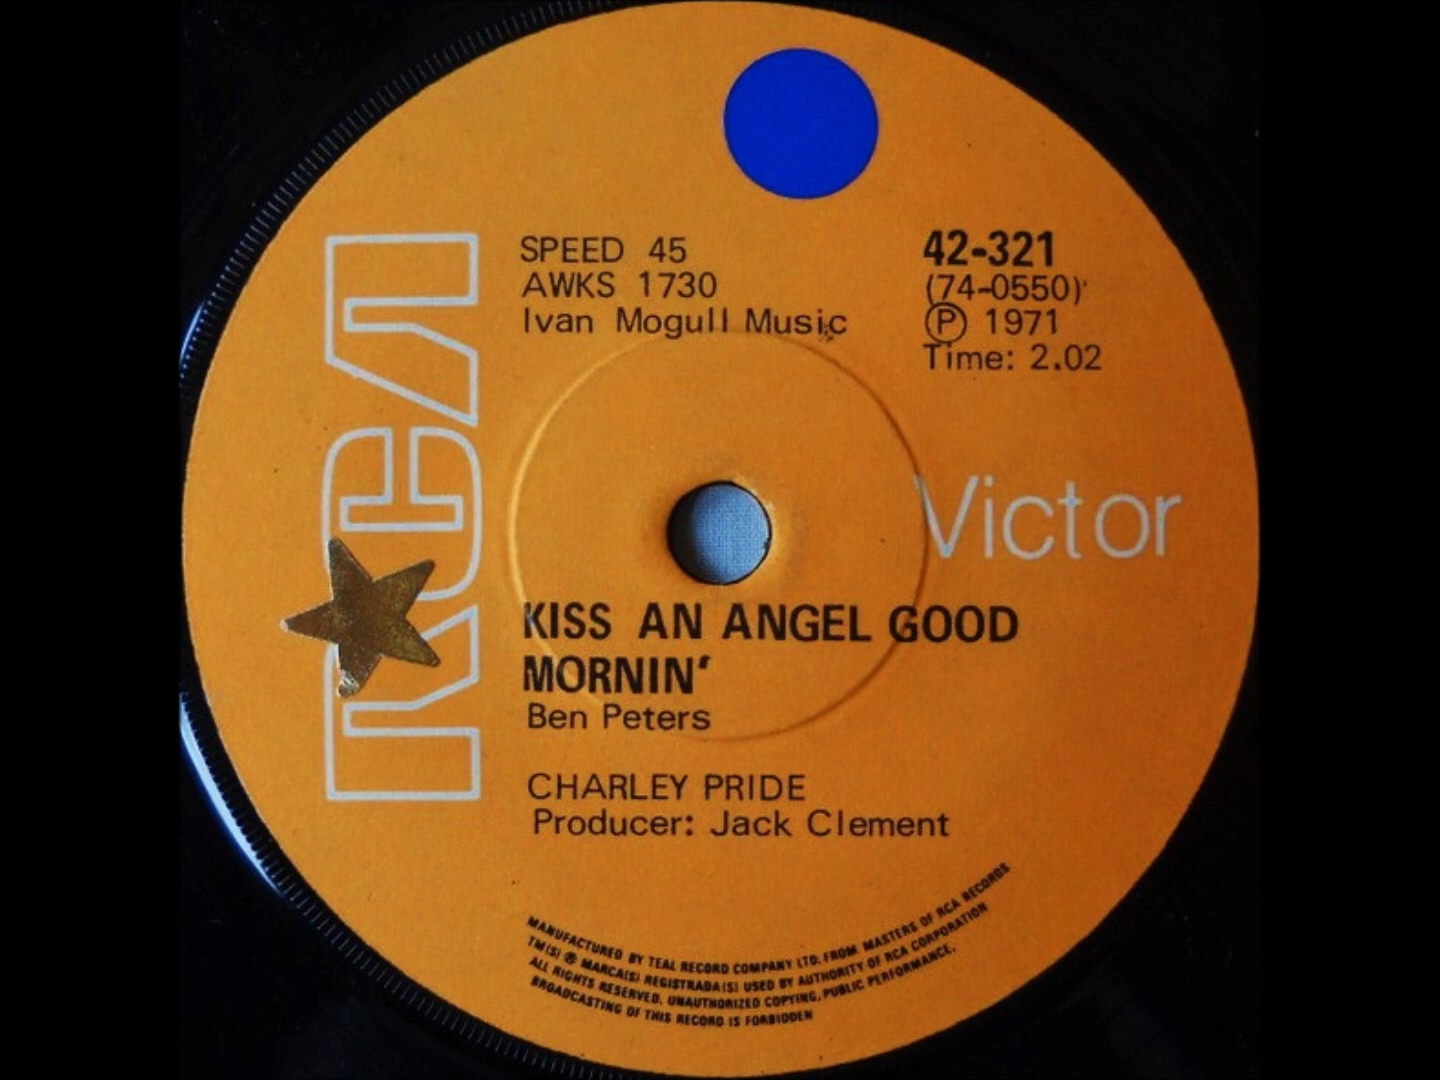 RCA
SPEED 45
AWKS 1730
Ivan Mogull Music
42-321
(74-0550)
Ⓟ 1971
Time: 2.02
Victor
KISS AN ANGEL GOOD
MORNIN'
Ben Peters
CHARLEY PRIDE
Producer: Jack Clement
MANUFACTURED BY TEAL RECORD COMPANY LTD. FROM MASTERS OF RCA RECORDS
TM(S) ® MARCA(S) REGISTRADA(S) USED BY AUTHORITY OF RCA CORPORATION
ALL RIGHTS RESERVED. UNAUTHORIZED COPYING, PUBLIC PERFORMANCE,
BROADCASTING OF THIS RECORD IS FORBIDDEN